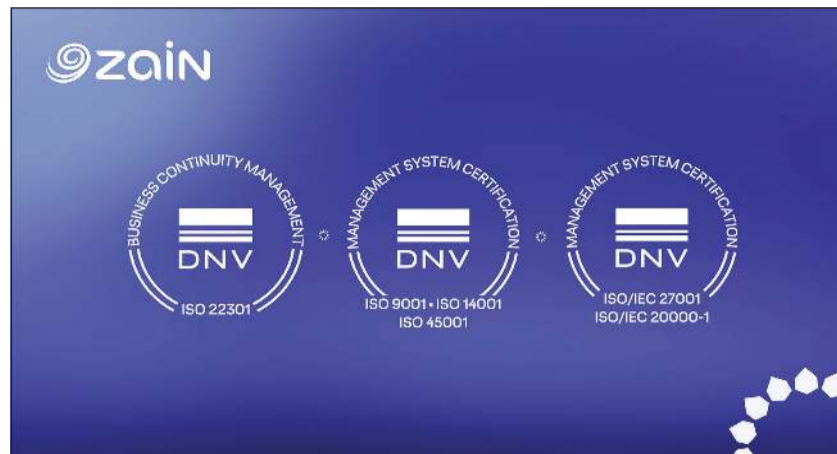 zain
BUSINESS CONTINUITY MANAGEMENT
DNV
ISO 22301
MANAGEMENT SYSTEM CERTIFICATION
DNV
ISO 9001 • ISO 14001
ISO 45001
MANAGEMENT SYSTEM CERTIFICATION
DNV
ISO/IEC 27001
ISO/IEC 20000-1